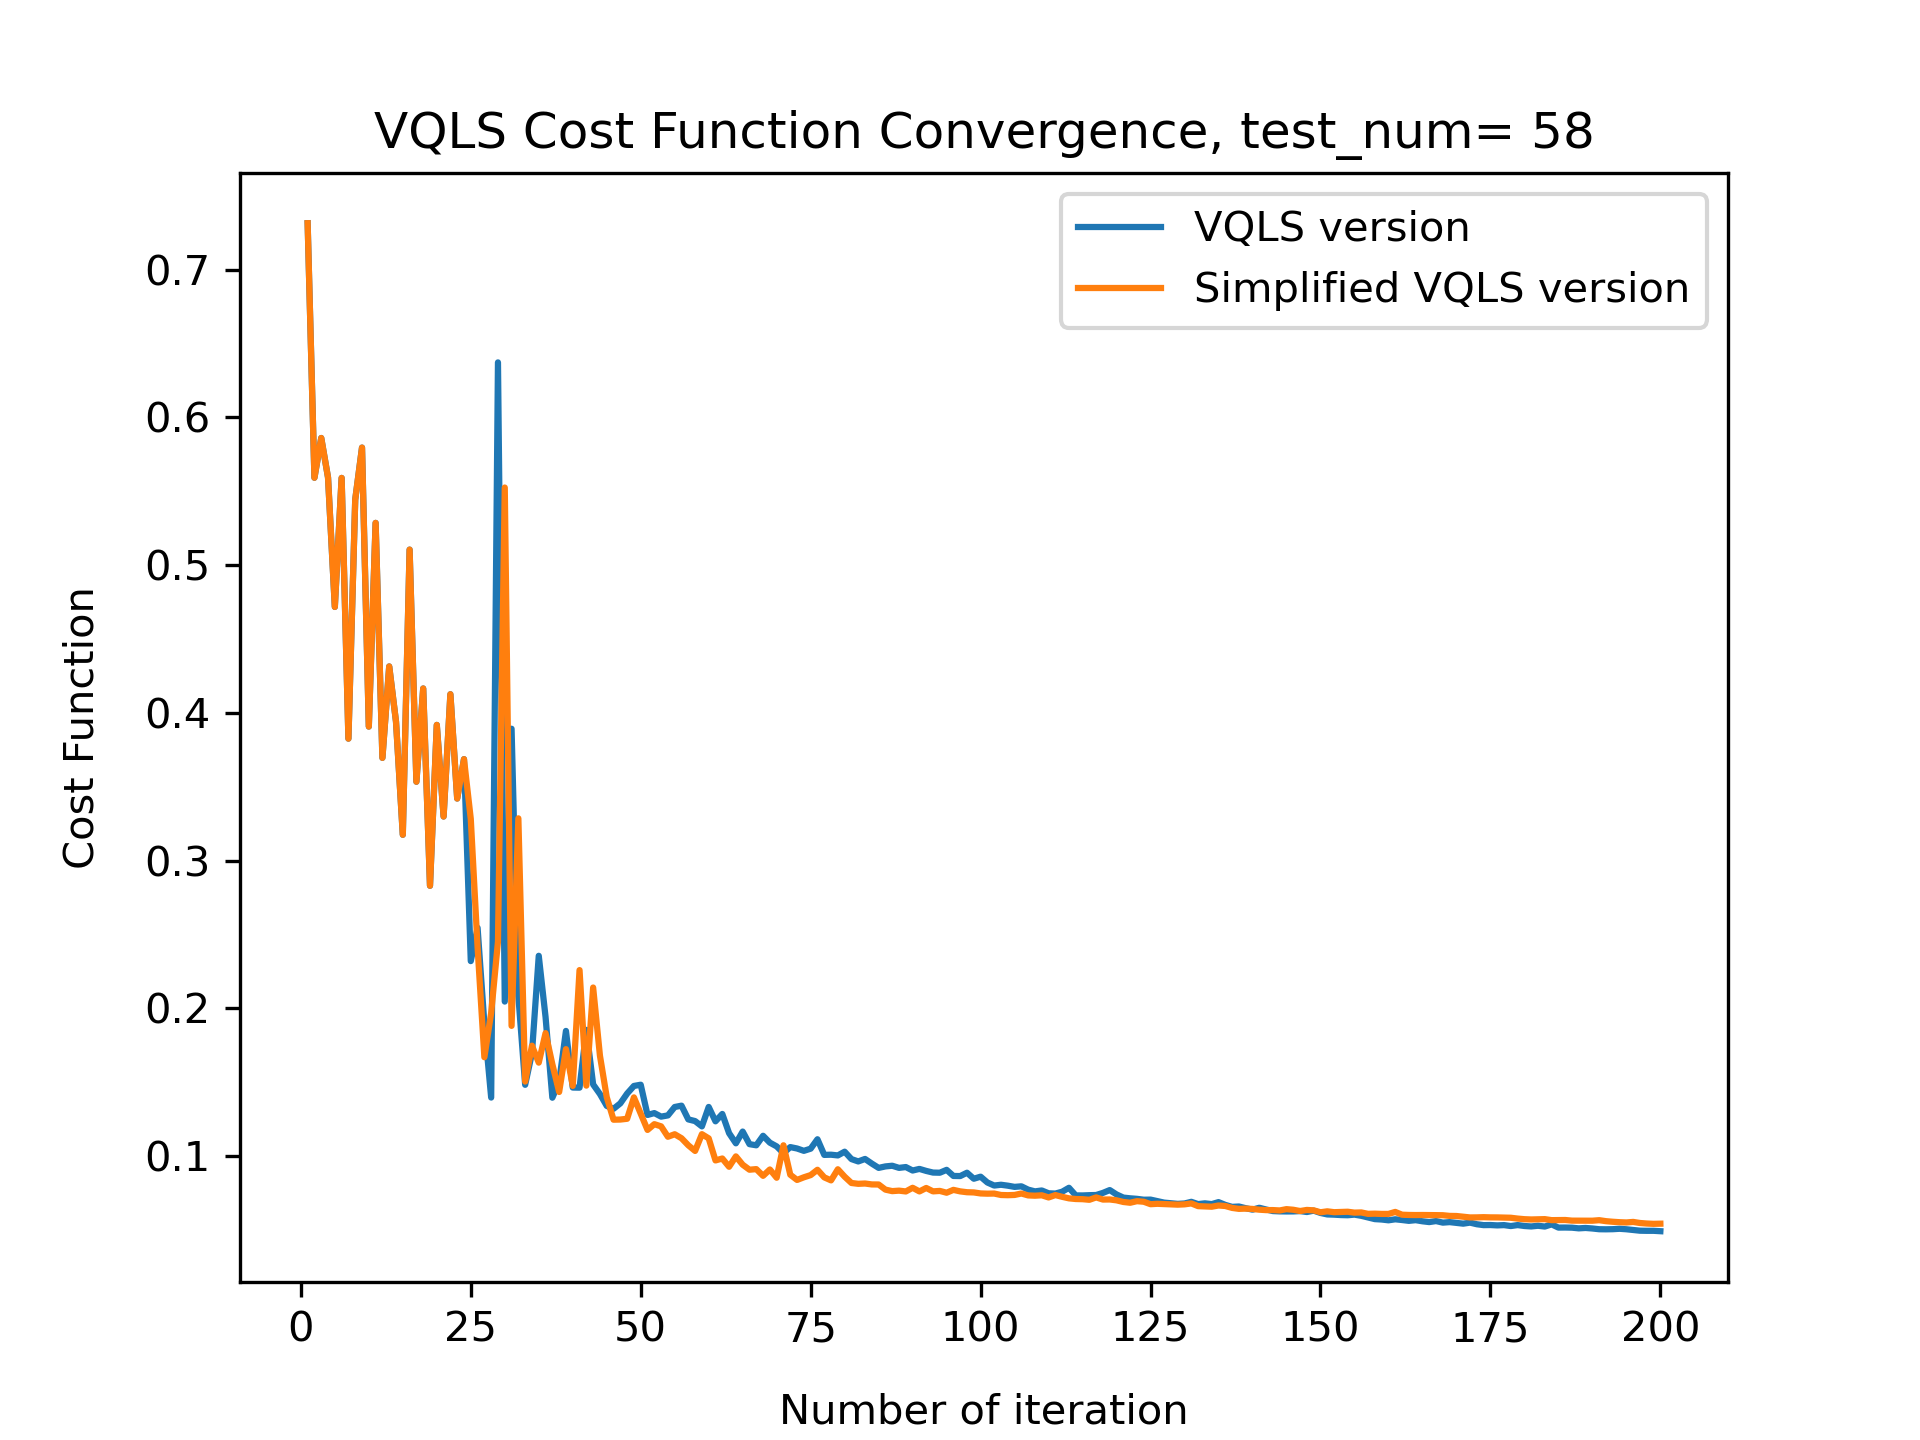 VQLS Cost Function Convergence, test_num= 58
VQLS version
Simplified VQLS version
0.7
0.6
0.5
0.4
0.3
0.2
0.1
Cost Function
0 25 50 75 100 125 150 175 200
Number of iteration